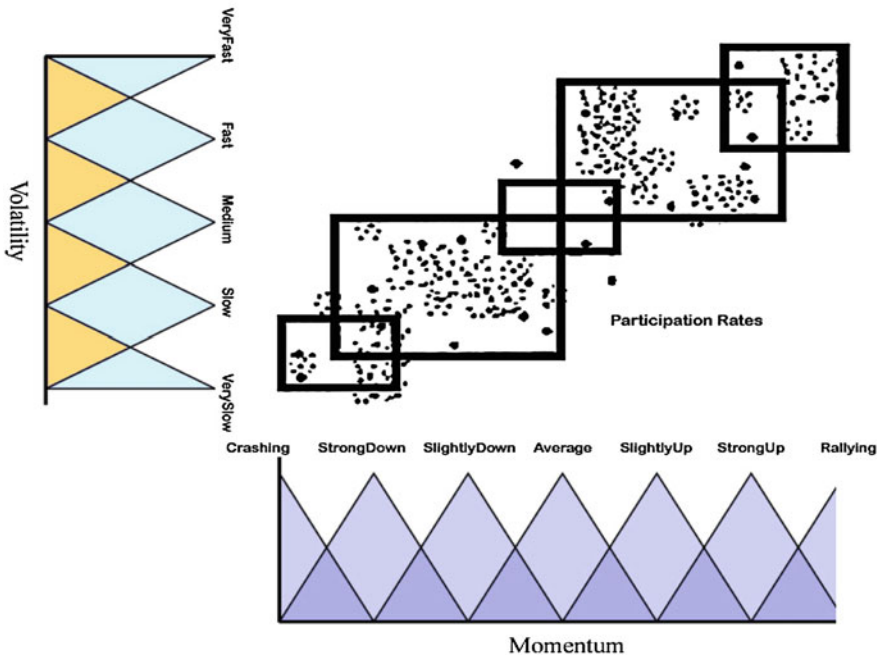 VeryFast
Fast
Medium
Slow
VerySlow
Volatility
Participation Rates
Crashing StrongDown SlightlyDown Average SlightlyUp StrongUp Rallying
Momentum